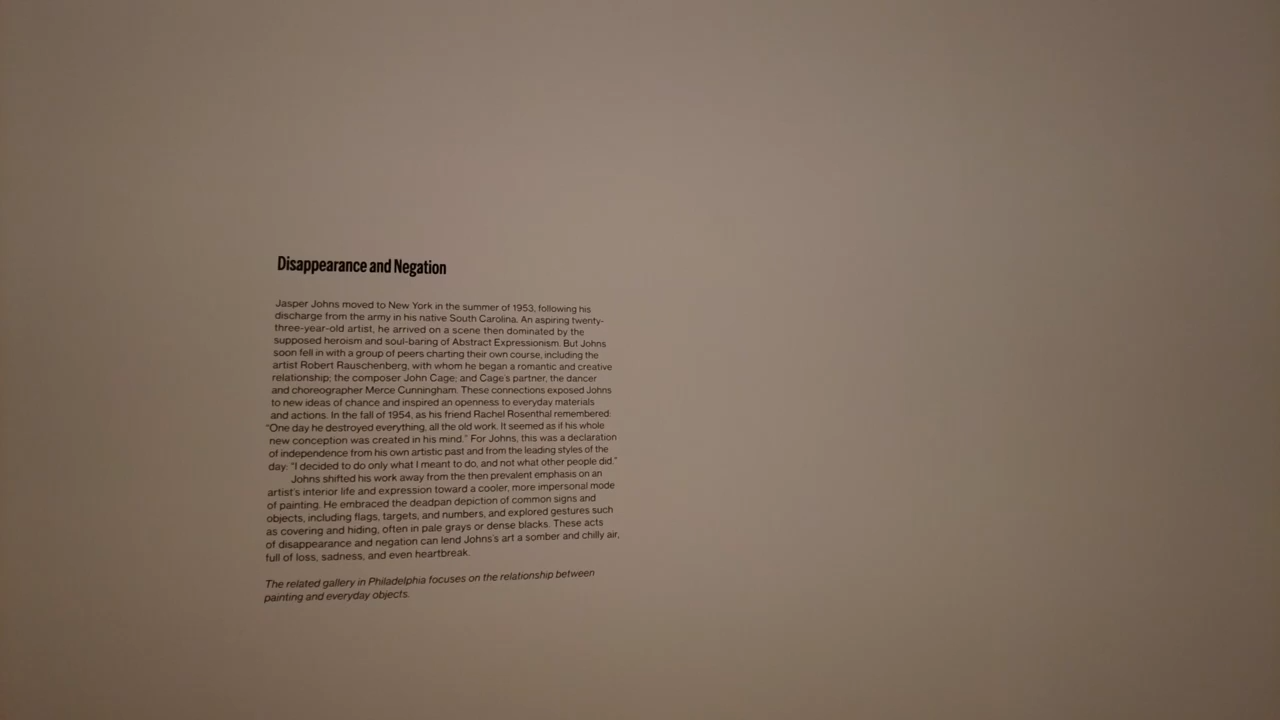 Disappearance and Negation
Jasper Johns moved to New York in the summer of 1953, following his
discharge from the army in his native South Carolina. An aspiring twenty-
three-year-old artist, he arrived on a scene then dominated by the
supposed heroism and soul-baring of Abstract Expressionism. But Johns
soon fell in with a group of peers charting their own course, including the
artist Robert Rauschenberg, with whom he began a romantic and creative
relationship; the composer John Cage; and Cage's partner, the dancer
and choreographer Merce Cunningham. These connections exposed Johns
to new ideas of chance and inspired an openness to everyday materials
and actions. In the fall of 1954, as his friend Rachel Rosenthal remembered:
“One day he destroyed everything, all the old work. It seemed as if his whole
new conception was created in his mind.” For Johns, this was a declaration
of independence from his own artistic past and from the leading styles of the
day: “I decided to do only what I meant to do, and not what other people did.”
Johns shifted his work away from the then prevalent emphasis on an
artist's interior life and expression toward a cooler, more impersonal mode
of painting. He embraced the deadpan depiction of common signs and
objects, including flags, targets, and numbers, and explored gestures such
as covering and hiding, often in pale grays or dense blacks. These acts
of disappearance and negation can lend Johns's art a somber and chilly air,
full of loss, sadness, and even heartbreak.
The related gallery in Philadelphia focuses on the relationship between
painting and everyday objects.